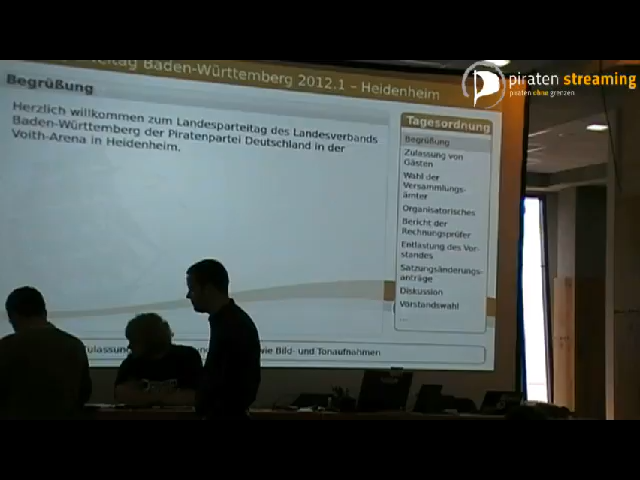 Baden-Württemberg 2012.1 - Heidenheim
piraten streaming
piraten ohne grenzen
Begrüßung
Herzlich willkommen zum Landesparteitag des Landesverbands
Baden-Württemberg der Piratenpartei Deutschland in der
Voith-Arena in Heidenheim.
Tagesordnung
Begrüßung
Zulassung von
Gästen
Wahl der
Versammlungs-
ämter
Organisatorisches
Bericht der
Rechnungsprüfer
Entlastung des Vor-
standes
Satzungsänderungs-
anträge
Diskussion
Vorstandswahl
...
Bild- und Tonaufnahmen